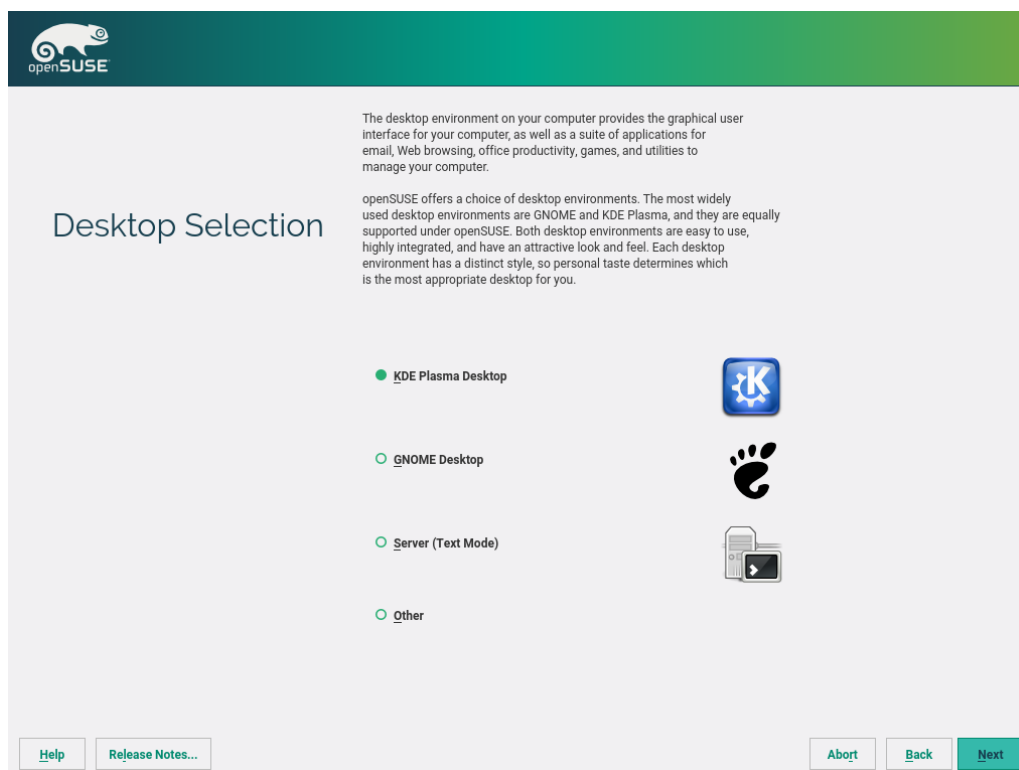 openSUSE
Desktop Selection
The desktop environment on your computer provides the graphical user
interface for your computer, as well as a suite of applications for
email, Web browsing, office productivity, games, and utilities to
manage your computer.
openSUSE offers a choice of desktop environments. The most widely
used desktop environments are GNOME and KDE Plasma, and they are equally
supported under openSUSE. Both desktop environments are easy to use,
highly integrated, and have an attractive look and feel. Each desktop
environment has a distinct style, so personal taste determines which
is the most appropriate desktop for you.
KDE Plasma Desktop
GNOME Desktop
Server (Text Mode)
Other
Help Release Notes... Abort Back Next